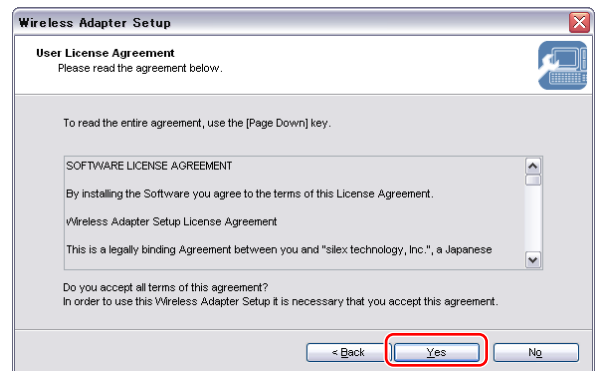 Wireless Adapter Setup
User License Agreement
Please read the agreement below.
To read the entire agreement, use the [Page Down] key.
SOFTWARE LICENSE AGREEMENT
By installing the Software you agree to the terms of this License Agreement.
Wireless Adapter Setup License Agreement
This is a legally binding Agreement between you and "silex technology, Inc.", a Japanese
Do you accept all terms of this agreement?
In order to use this Wireless Adapter Setup it is necessary that you accept this agreement.
< Back Yes No